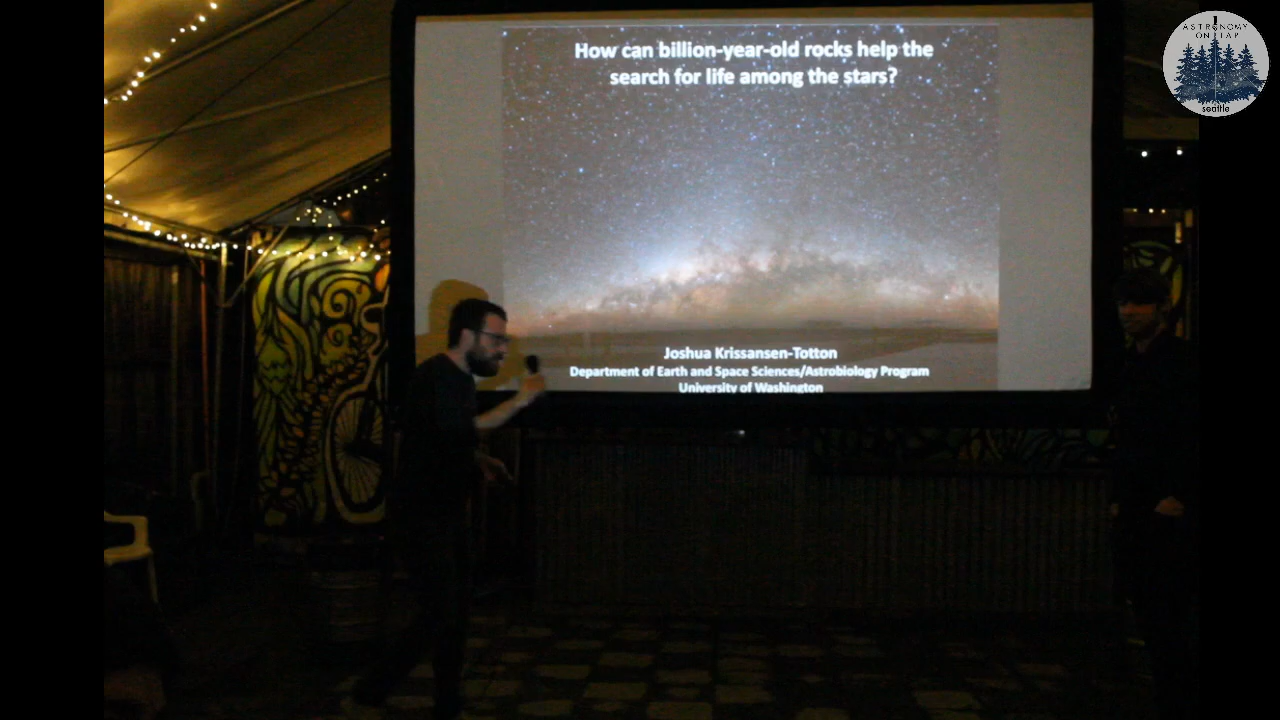 How can billion-year-old rocks help the
search for life among the stars?
Joshua Krissansen-Totton
Department of Earth and Space Sciences/Astrobiology Program
University of Washington
ASTRONOMY
ON TAP
seattle